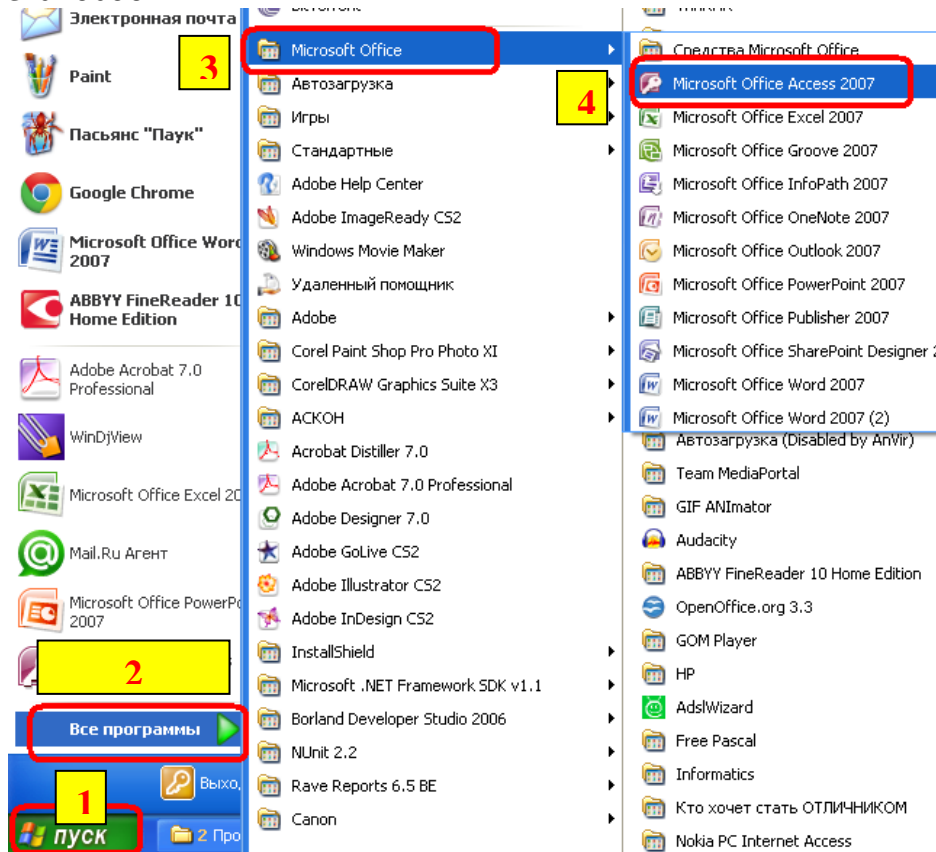 Электронная почта
3
Paint
Пасьянс "Паук"
Google Chrome
Microsoft Office Word
2007
ABBYY FineReader 10
Home Edition
Adobe Acrobat 7.0
Professional
WinDjView
Microsoft Office Excel 20
Mail.Ru Агент
Microsoft Office PowerPo
2007
2
Все программы
1
Выхо
пуск
2 Про
Microsoft Office
Автозагрузка
Игры
Стандартные
Adobe Help Center
Adobe ImageReady CS2
Windows Movie Maker
Удаленный помощник
Adobe
Corel Paint Shop Pro Photo XI
CorelDRAW Graphics Suite X3
АСКОН
Acrobat Distiller 7.0
Adobe Acrobat 7.0 Professional
Adobe Designer 7.0
Adobe GoLive CS2
Adobe Illustrator CS2
Adobe InDesign CS2
InstallShield
Microsoft .NET Framework SDK v1.1
Borland Developer Studio 2006
NUnit 2.2
Rave Reports 6.5 BE
Canon
4
Средства Microsoft Office
Microsoft Office Access 2007
Microsoft Office Excel 2007
Microsoft Office Groove 2007
Microsoft Office InfoPath 2007
Microsoft Office OneNote 2007
Microsoft Office Outlook 2007
Microsoft Office PowerPoint 2007
Microsoft Office Publisher 2007
Microsoft Office SharePoint Designer 2
Microsoft Office Word 2007
Microsoft Office Word 2007 (2)
Автозагрузка (Disabled by AnVir)
Team MediaPortal
GIF ANImator
Audacity
ABBYY FineReader 10 Home Edition
OpenOffice.org 3.3
GOM Player
HP
AdslWizard
Free Pascal
Informatics
Кто хочет стать ОТЛИЧНИКОМ
Nokia PC Internet Access